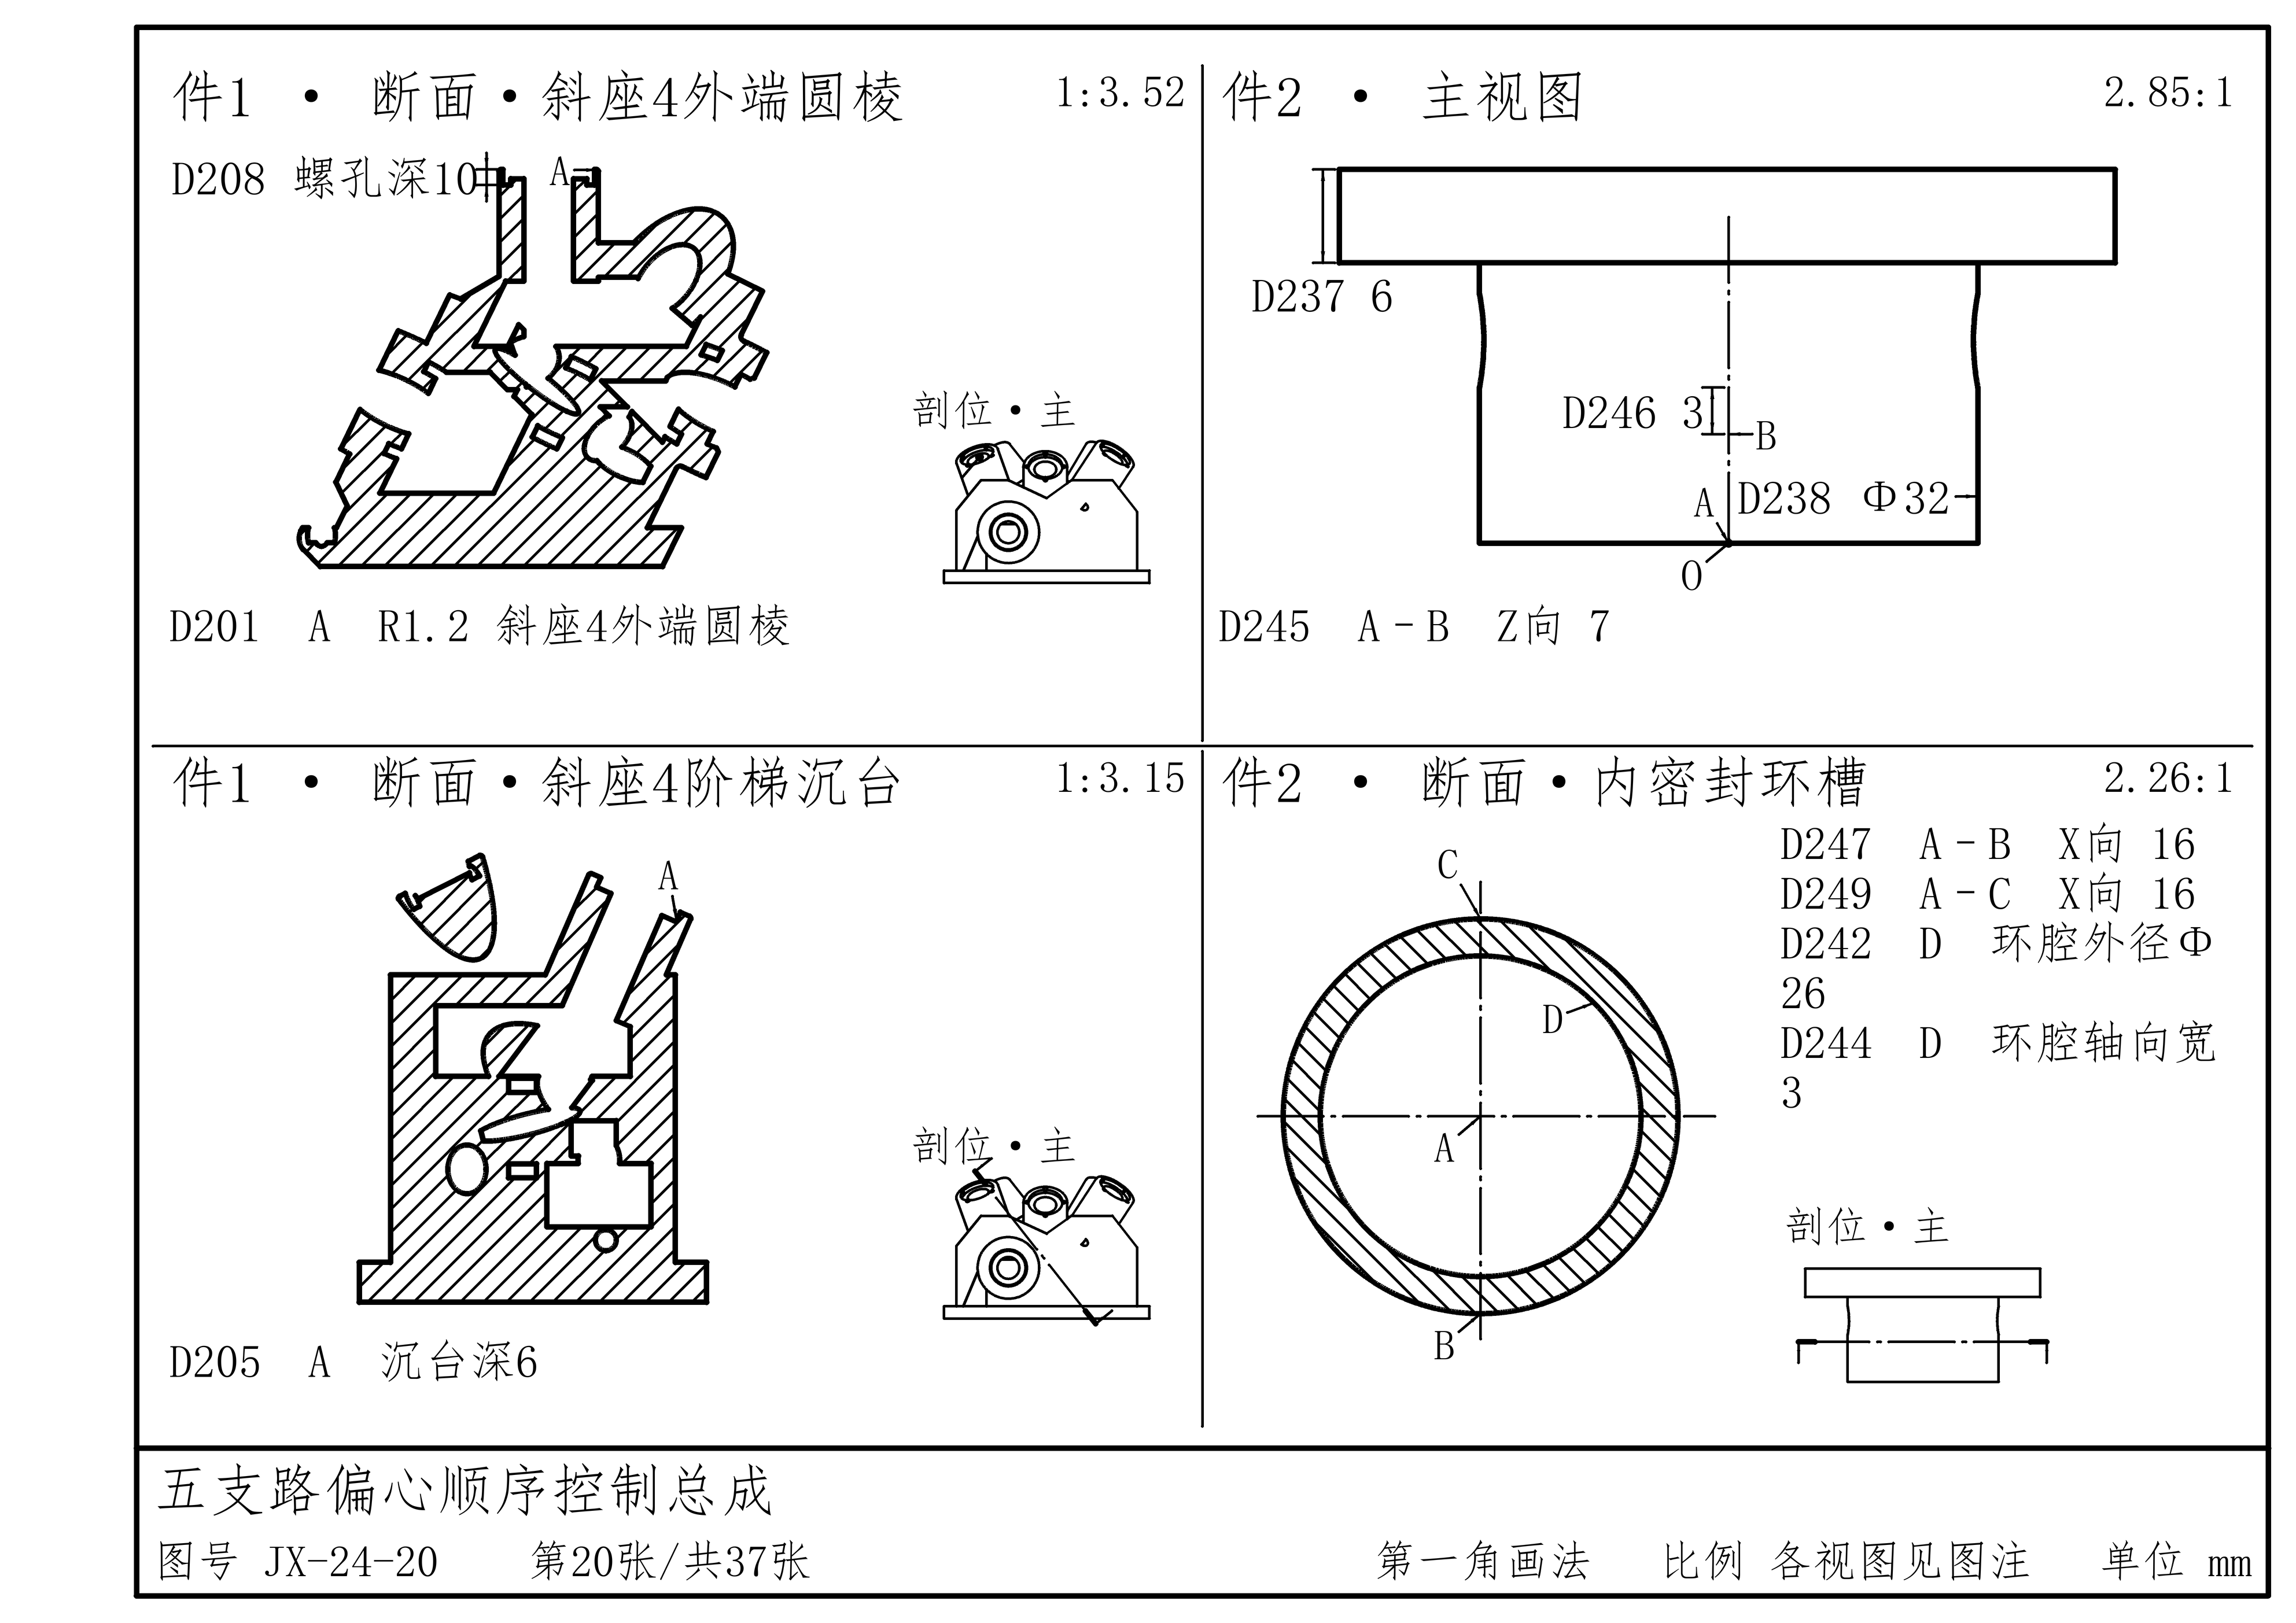 件1 · 断面·斜座4外端圆棱 1:3.52
D208 螺孔深10
A
剖位·主
D201 A R1.2 斜座4外端圆棱
件2 · 主视图 2.85:1
D237 6
D246 3
B
A
D238 Φ32
O
D245 A-B Z向 7
件1 · 断面·斜座4阶梯沉台 1:3.15
A
剖位·主
D205 A 沉台深6
件2 · 断面·内密封环槽 2.26:1
C
D
A
B
D247 A-B X向 16
D249 A-C X向 16
D242 D 环腔外径Φ
26
D244 D 环腔轴向宽
3
剖位·主
五支路偏心顺序控制总成
图号 JX-24-20 第20张/共37张 第一角画法 比例 各视图见图注 单位 mm